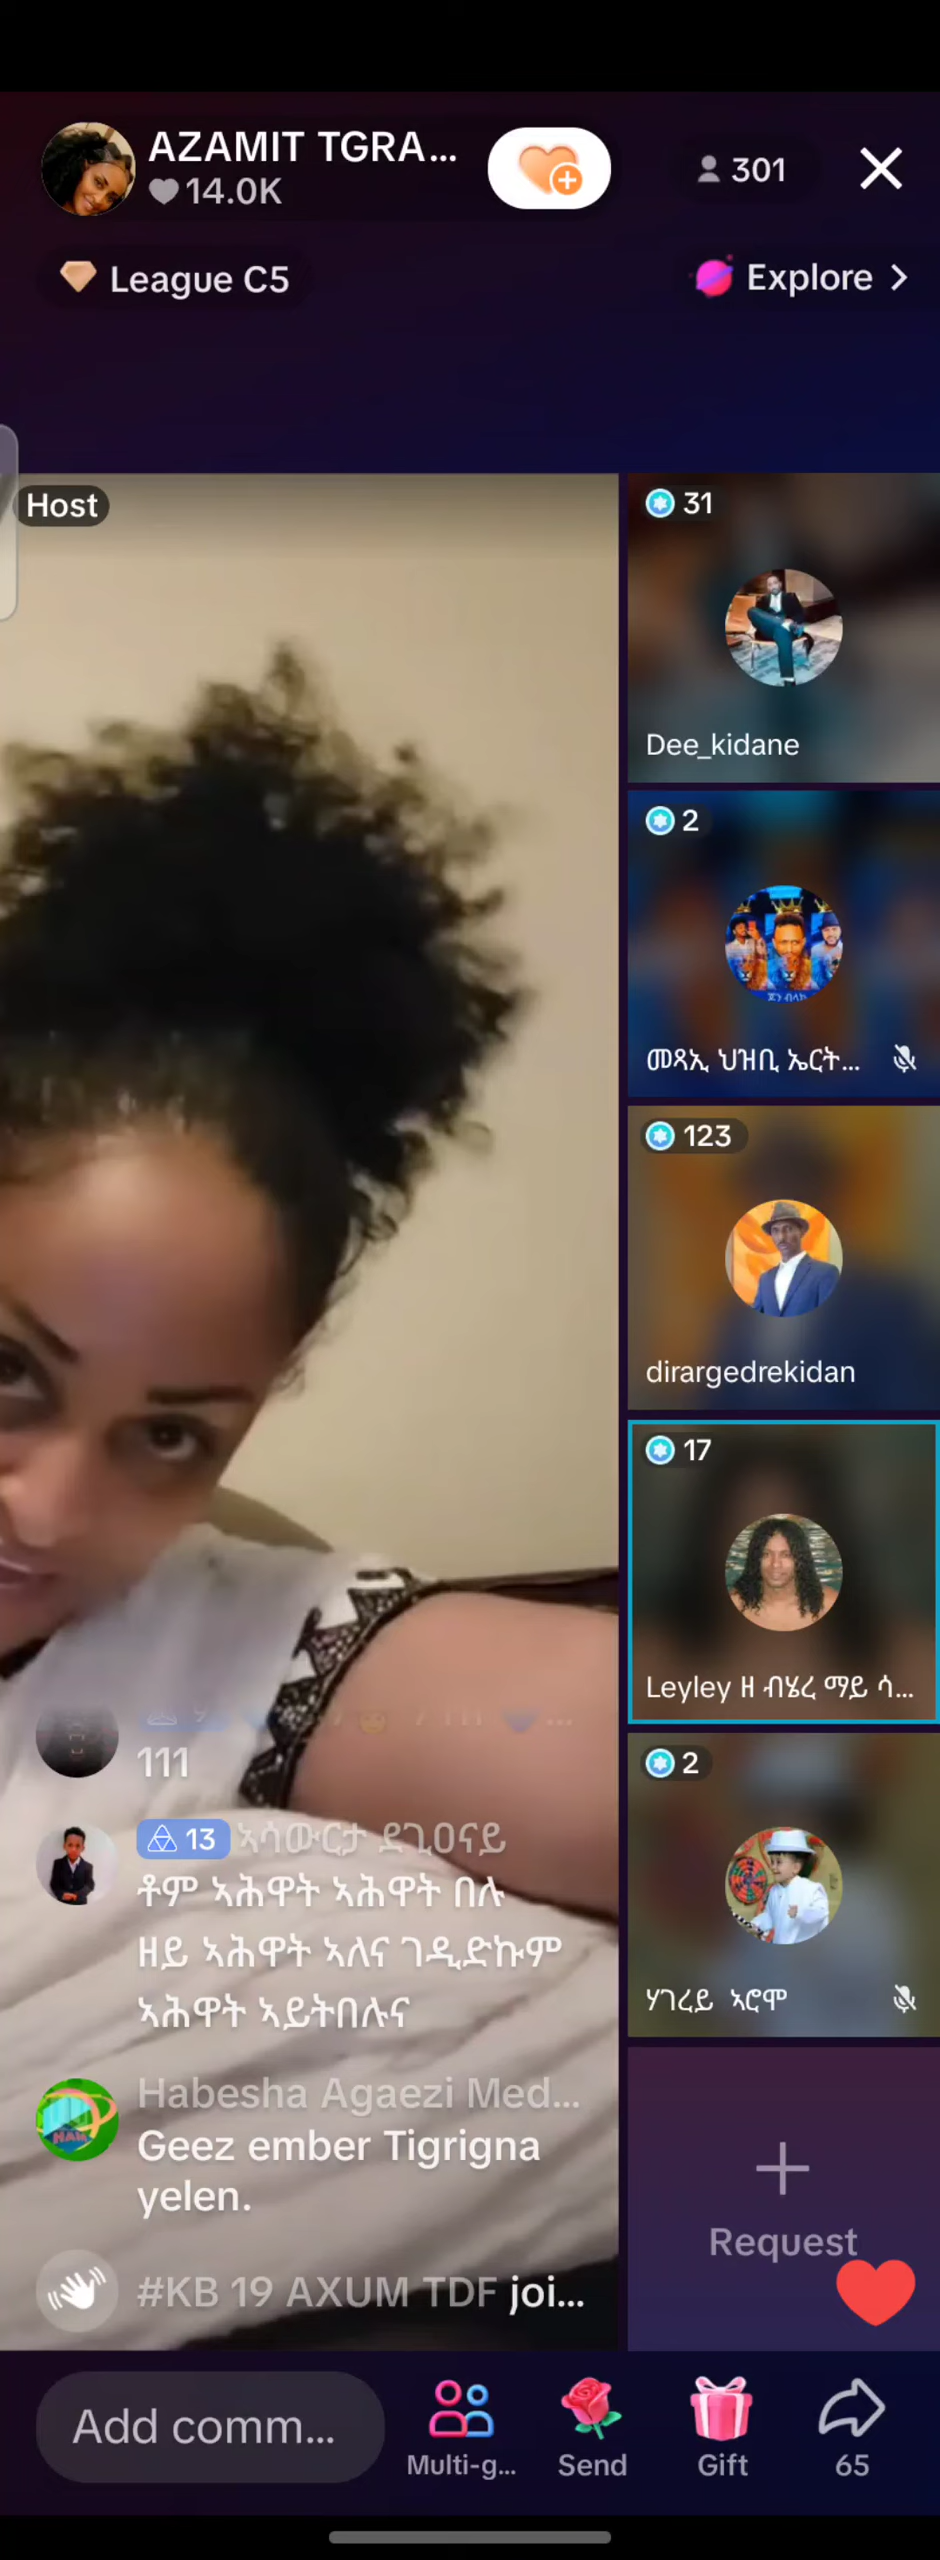 AZAMIT TGRA...
14.0K
301
League C5
Explore
Host
31
Dee_kidane
2
ጆን ብላክ
መጻኢ ህዝቢ ኤርት...
123
dirargedrekidan
17
Leyley ዘ ብሄረ ማይ ሳ...
2
ሃገረይ ኣሮሞ
111
13 ኣሳውርታ ደጊዐናይ
ቶም ኣሕዋት ኣሕዋት በሉ
ዘይ ኣሕዋት ኣለና ገዲድኩም
ኣሕዋት ኣይትበሉና
HAM
Habesha Agaezi Med...
Geez ember Tigrigna
yelen.
#KB 19 AXUM TDF joi...
Request
Add comm...
Multi-g...
Send
Gift
65